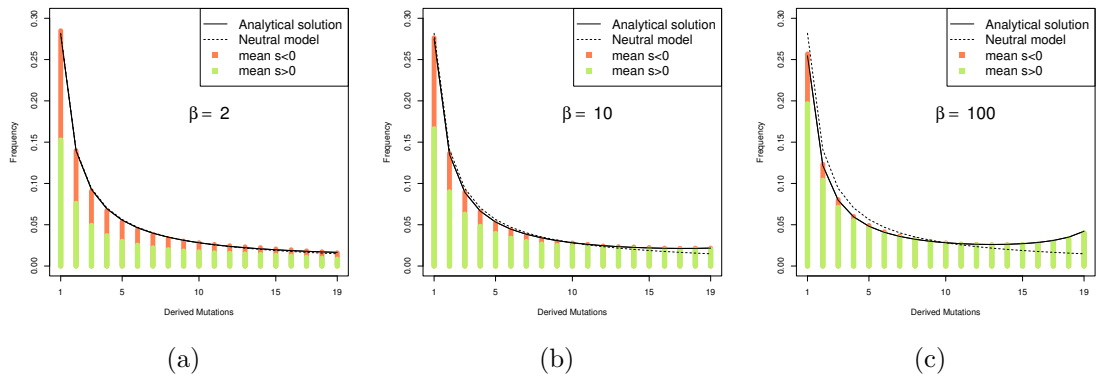 0.30
0.25
0.20
0.15
0.10
0.05
0.00
Frequency
Analytical solution
Neutral model
mean s<0
mean s>0
β = 2
1 5 10 15 19
Derived Mutations
(a)
0.30
0.25
0.20
0.15
0.10
0.05
0.00
Frequency
Analytical solution
Neutral model
mean s<0
mean s>0
β = 10
1 5 10 15 19
Derived Mutations
(b)
0.30
0.25
0.20
0.15
0.10
0.05
0.00
Frequency
Analytical solution
Neutral model
mean s<0
mean s>0
β = 100
1 5 10 15 19
Derived Mutations
(c)